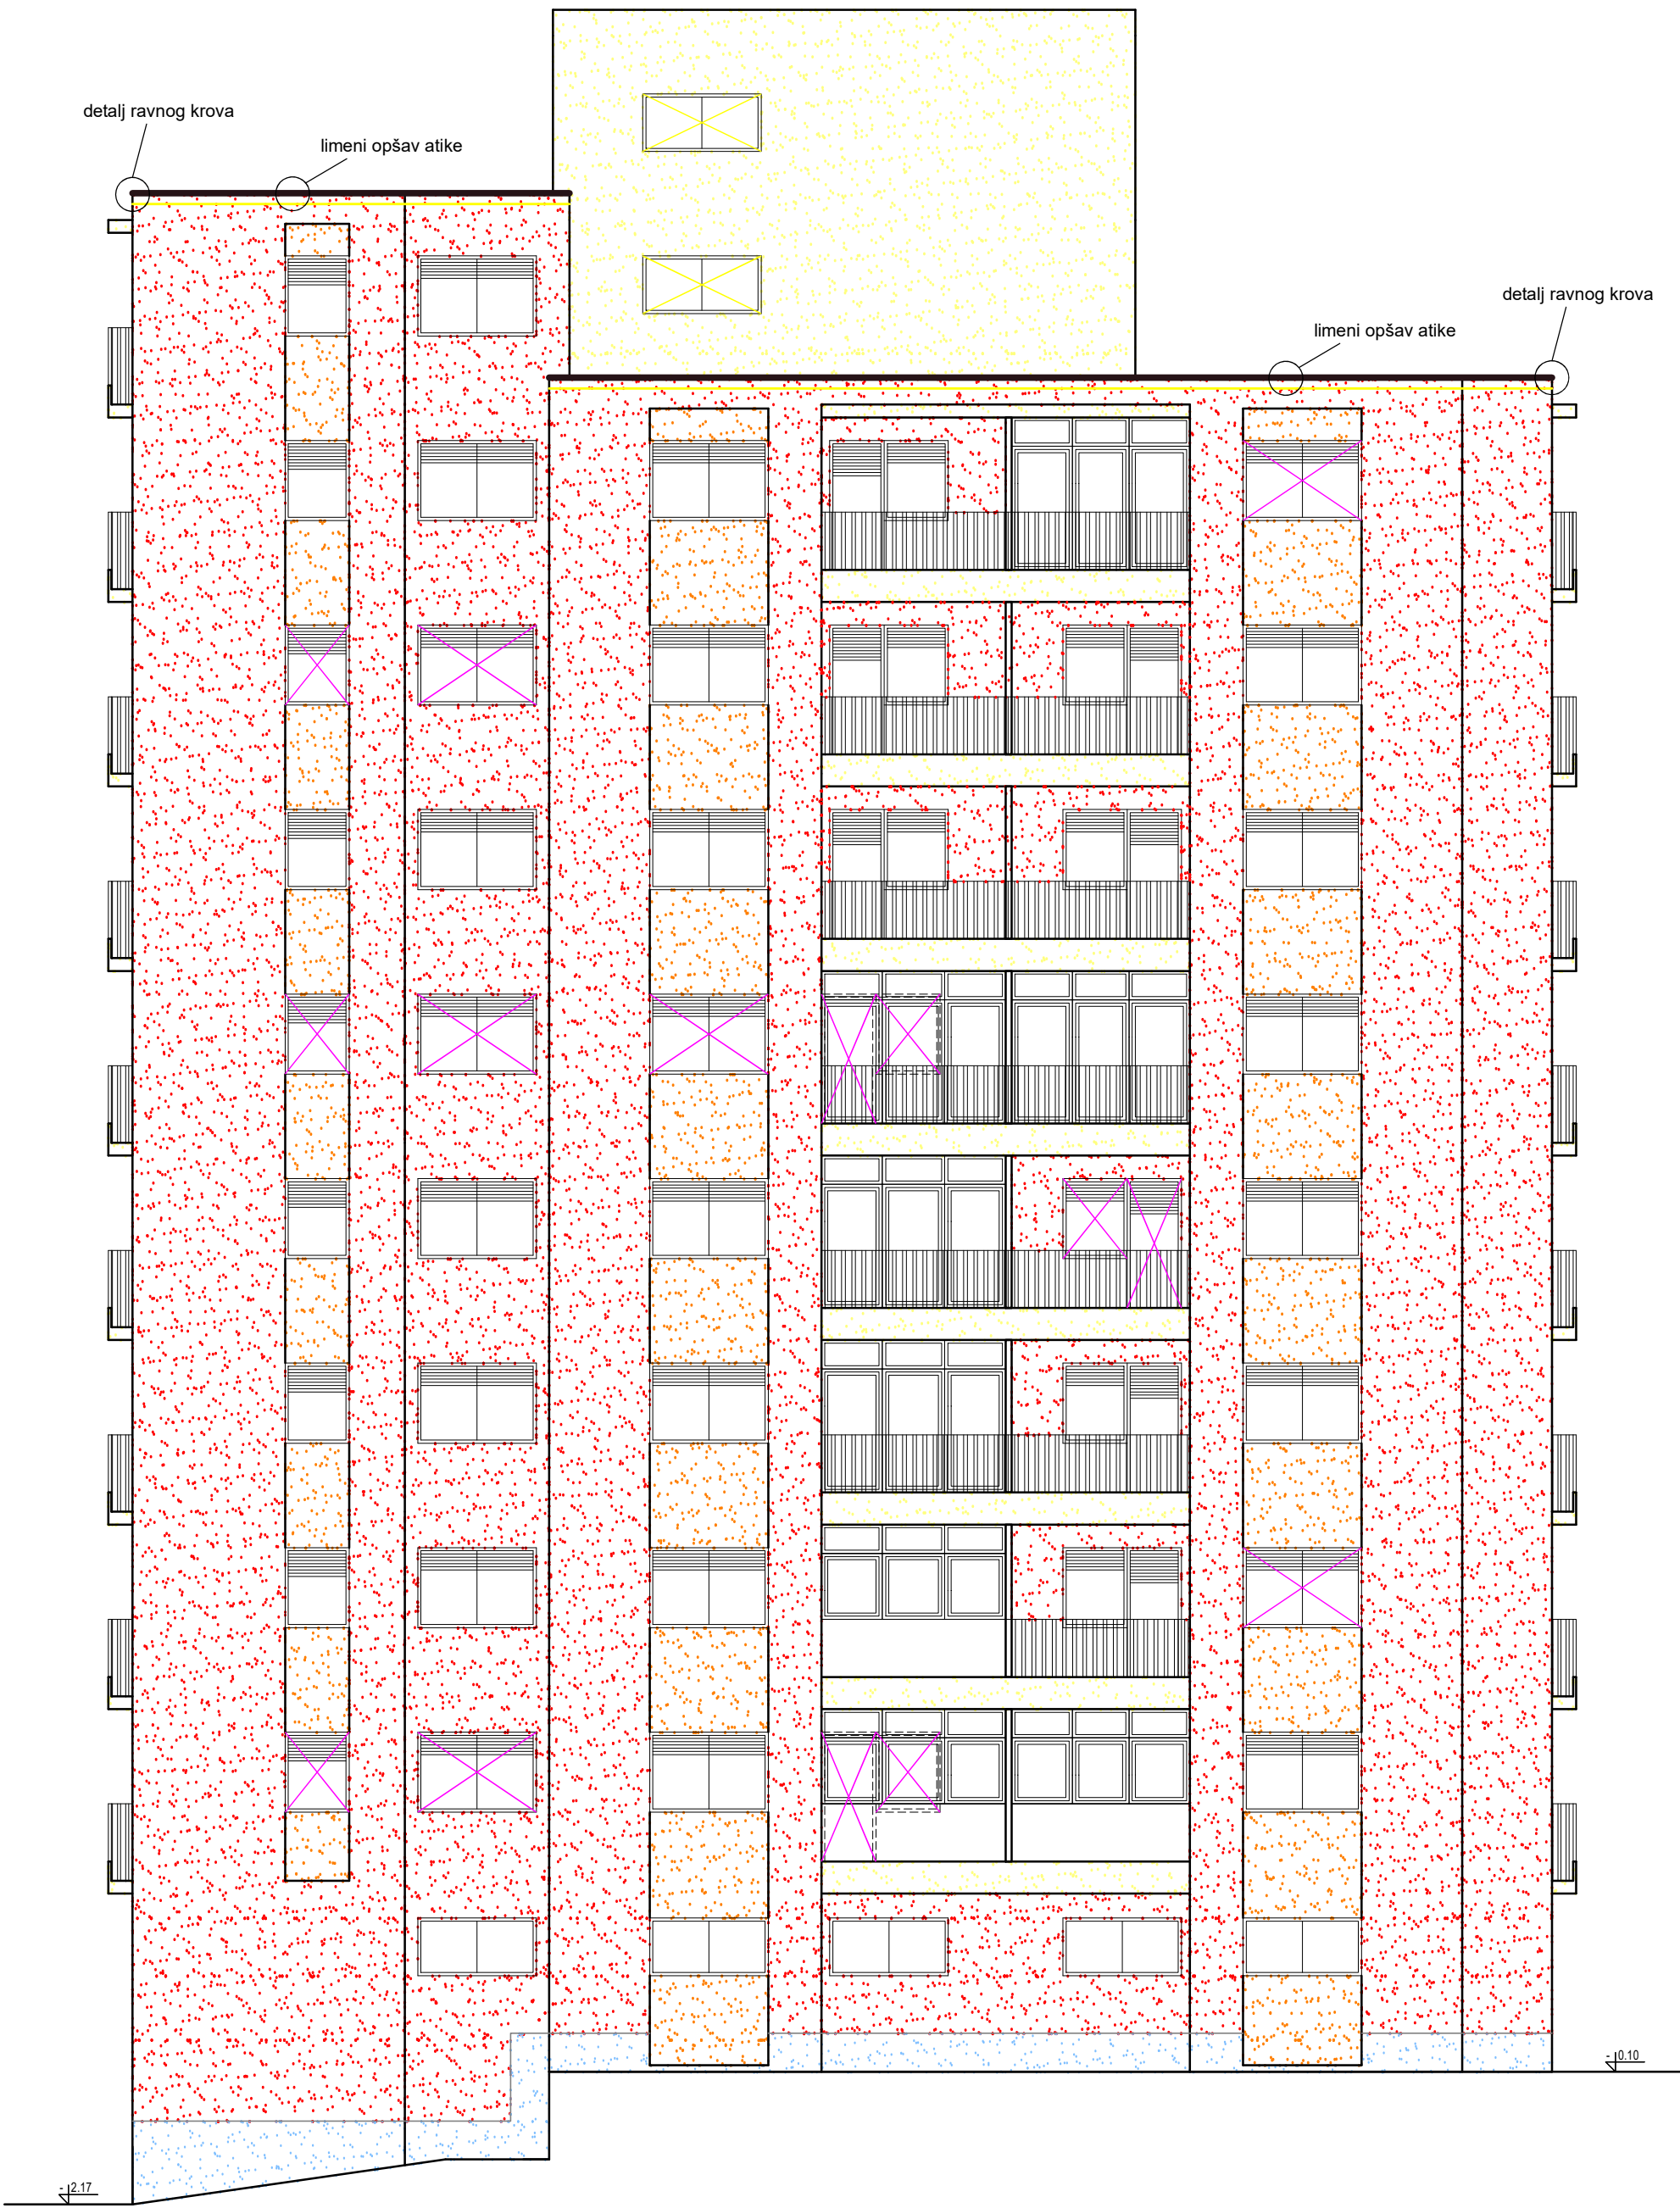 detalj ravnog krova
limeni opšav atike
detalj ravnog krova
limeni opšav atike
- 0.10
- 2.17